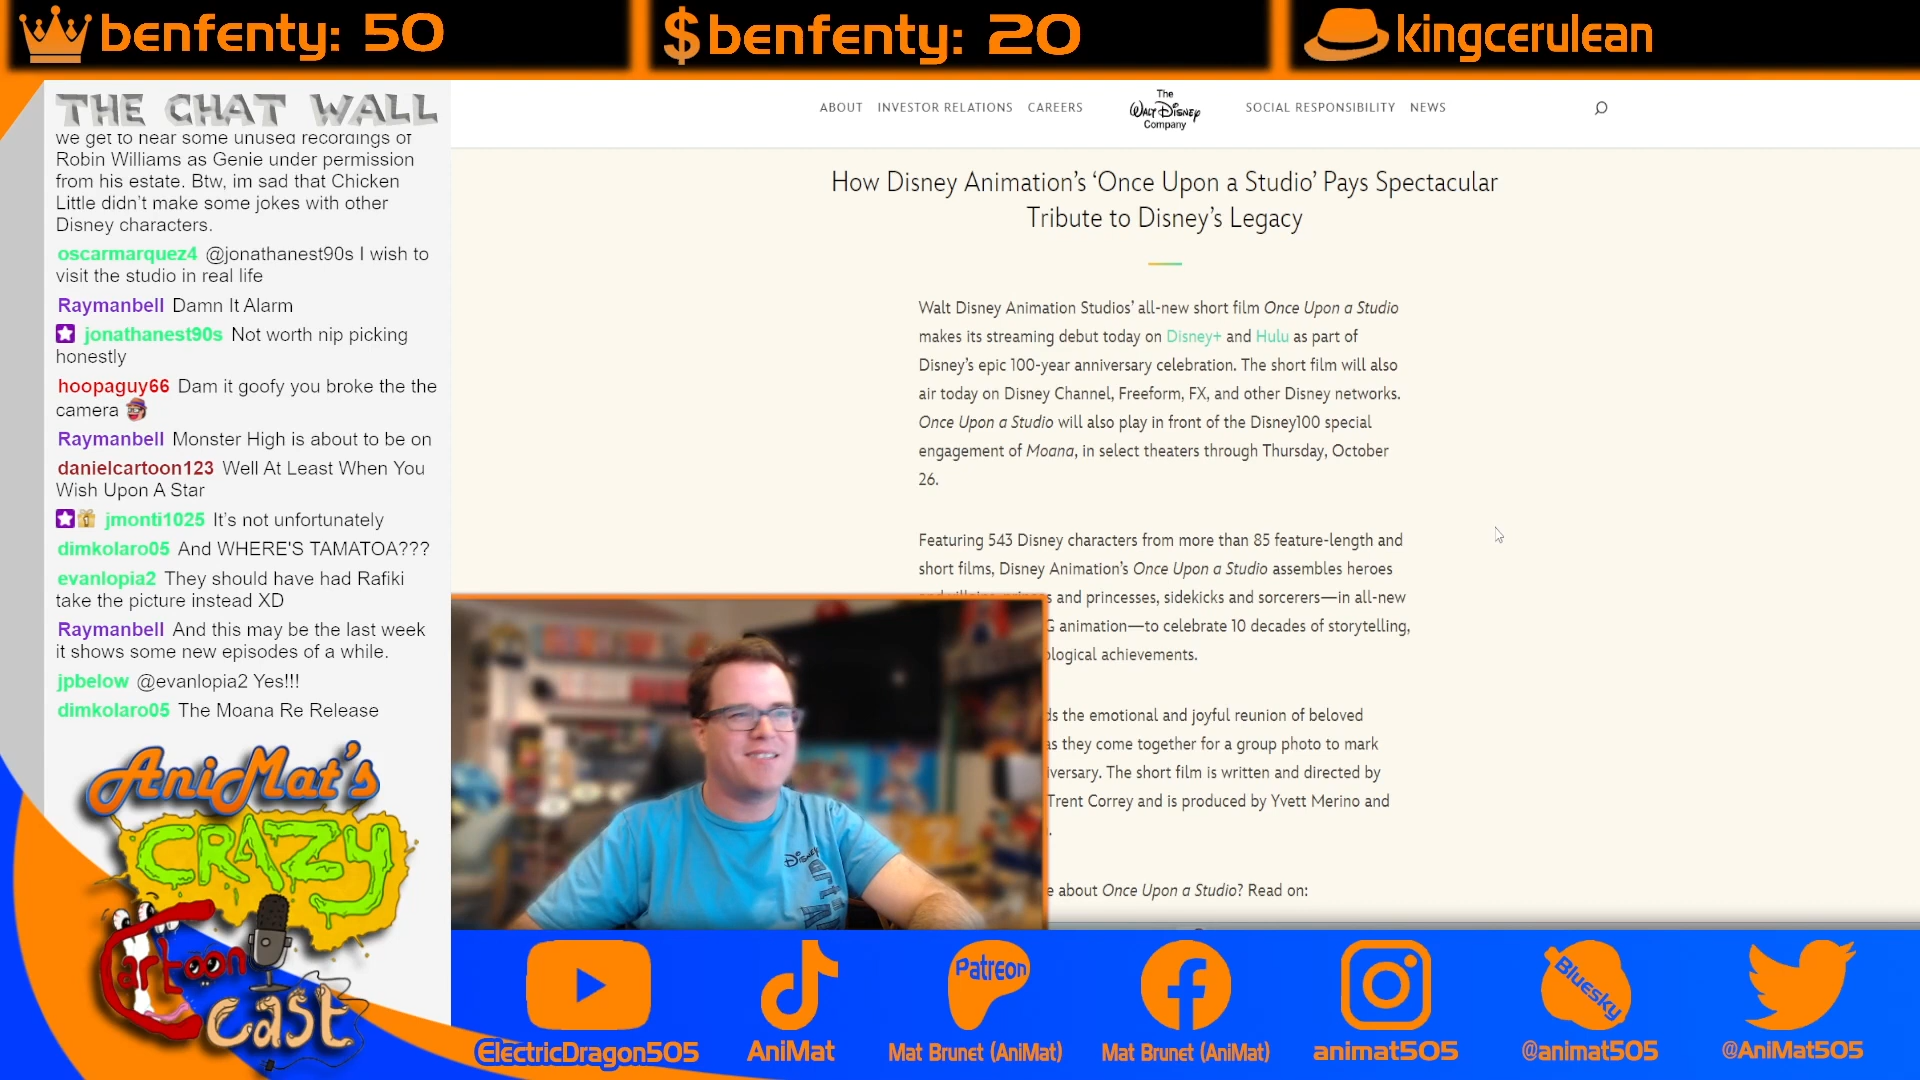 benfenty: 50
$ benfenty: 20
kingcerulean
THE CHAT WALL
we get to hear some unused recordings of
Robin Williams as Genie under permission
from his estate. Btw, im sad that Chicken
Little didn’t make some jokes with other
Disney characters.
oscarmarquez4 @jonathanest90s I wish to
visit the studio in real life
Raymanbell Damn It Alarm
jonathanest90s Not worth nip picking
honestly
hoopaguy66 Dam it goofy you broke the the
camera
Raymanbell Monster High is about to be on
danielcartoon123 Well At Least When You
Wish Upon A Star
jmonti1025 It’s not unfortunately
dimkolaro05 And WHERE'S TAMATOA???
evanlopia2 They should have had Rafiki
take the picture instead XD
Raymanbell And this may be the last week
it shows some new episodes of a while.
jpbelow @evanlopia2 Yes!!!
dimkolaro05 The Moana Re Release
AniMat's
CRAZY
Cartoon
Cast
ABOUT INVESTOR RELATIONS CAREERS
The
Walt Disney
Company
SOCIAL RESPONSIBILITY NEWS
How Disney Animation’s ‘Once Upon a Studio’ Pays Spectacular
Tribute to Disney’s Legacy
Walt Disney Animation Studios’ all-new short film Once Upon a Studio
makes its streaming debut today on Disney+ and Hulu as part of
Disney’s epic 100-year anniversary celebration. The short film will also
air today on Disney Channel, Freeform, FX, and other Disney networks.
Once Upon a Studio will also play in front of the Disney100 special
engagement of Moana, in select theaters through Thursday, October
26.
Featuring 543 Disney characters from more than 85 feature-length and
short films, Disney Animation’s Once Upon a Studio assembles heroes
and princesses, sidekicks and sorcerers—in all-new
G animation—to celebrate 10 decades of storytelling,
ological achievements.
ds the emotional and joyful reunion of beloved
as they come together for a group photo to mark
iversary. The short film is written and directed by
Trent Correy and is produced by Yvett Merino and
.
e about Once Upon a Studio? Read on:
Disney
Patreon
Bluesky
ElectricDragon505
AniMat
Mat Brunet (AniMat)
Mat Brunet (AniMat)
animat505
@animat505
@AniMat505